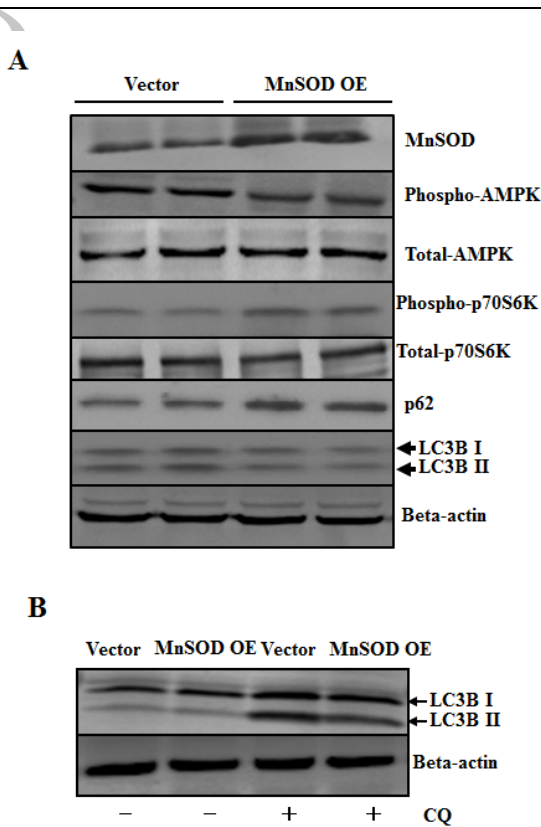 A
Vector MnSOD OE
MnSOD
Phospho-AMPK
Total-AMPK
Phospho-p70S6K
Total-p70S6K
p62
LC3B I
LC3B II
Beta-actin
B
Vector MnSOD OE Vector MnSOD OE
LC3B I
LC3B II
Beta-actin
− − + + CQ